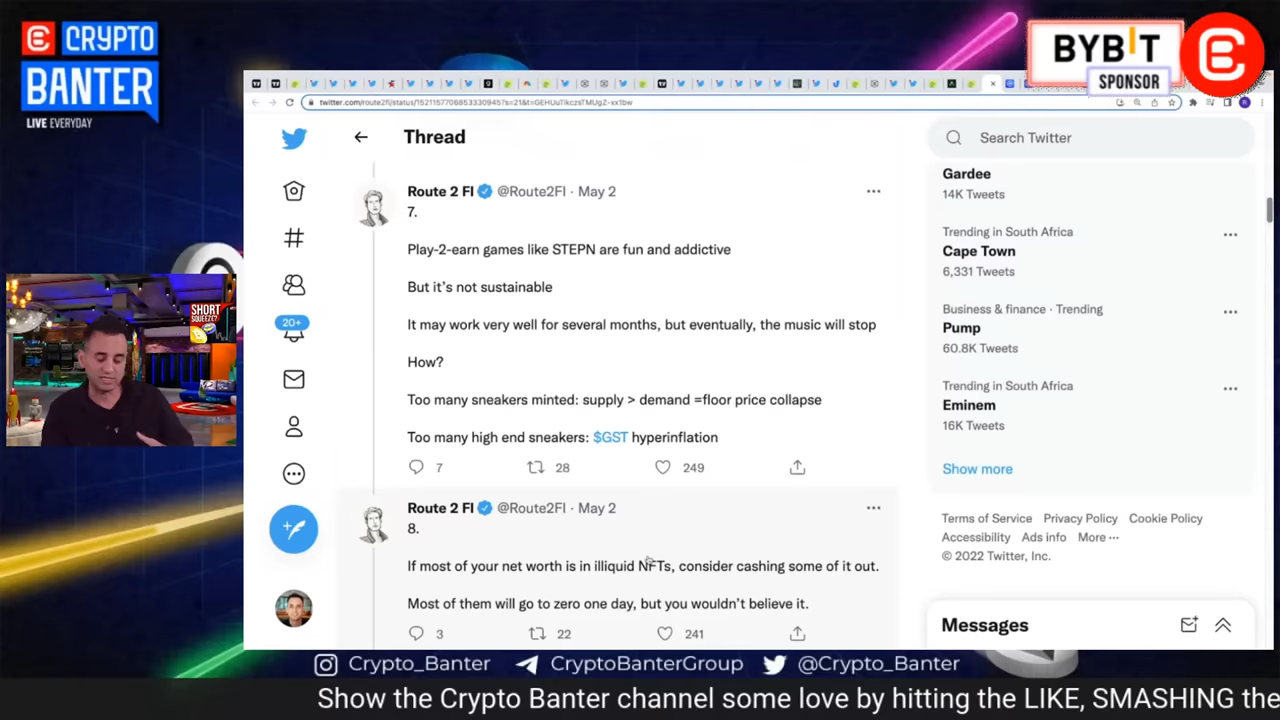 CRYPTO
BANTER
LIVE EVERYDAY
BYBIT
SPONSOR
SHORT
SQUEEZE?
Thread
Search Twitter
20+
Route 2 FI @Route2FI · May 2
7.
Play-2-earn games like STEPN are fun and addictive
But it's not sustainable
It may work very well for several months, but eventually, the music will stop
How?
Too many sneakers minted: supply > demand =floor price collapse
Too many high end sneakers: $GST hyperinflation
7 28 249
Route 2 FI @Route2FI · May 2
8.
If most of your net worth is in illiquid NFTs, consider cashing some of it out.
Most of them will go to zero one day, but you wouldn't believe it.
3 22 241
Gardee
14K Tweets
Trending in South Africa
Cape Town
6,331 Tweets
Business & finance · Trending
Pump
60.8K Tweets
Trending in South Africa
Eminem
16K Tweets
Show more
Terms of Service Privacy Policy Cookie Policy
Accessibility Ads info More ···
© 2022 Twitter, Inc.
Messages
Crypto_Banter CryptoBanterGroup @Crypto_Banter
Show the Crypto Banter channel some love by hitting the LIKE, SMASHING the